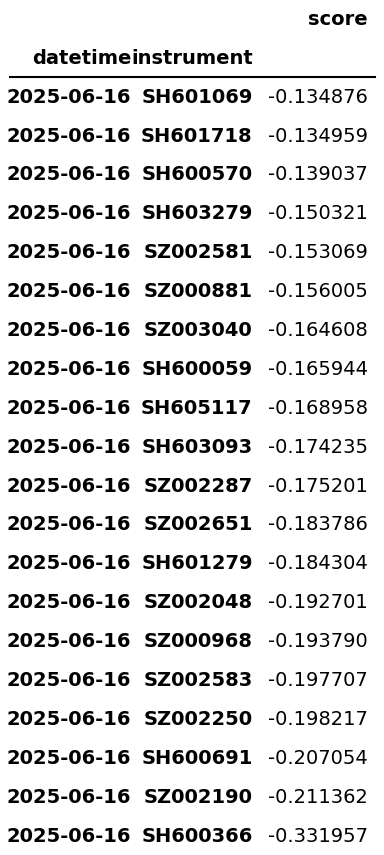 score
datetime instrument
2025-06-16 SH601069 -0.134876
2025-06-16 SH601718 -0.134959
2025-06-16 SH600570 -0.139037
2025-06-16 SH603279 -0.150321
2025-06-16 SZ002581 -0.153069
2025-06-16 SZ000881 -0.156005
2025-06-16 SZ003040 -0.164608
2025-06-16 SH600059 -0.165944
2025-06-16 SH605117 -0.168958
2025-06-16 SH603093 -0.174235
2025-06-16 SZ002287 -0.175201
2025-06-16 SZ002651 -0.183786
2025-06-16 SH601279 -0.184304
2025-06-16 SZ002048 -0.192701
2025-06-16 SZ000968 -0.193790
2025-06-16 SZ002583 -0.197707
2025-06-16 SZ002250 -0.198217
2025-06-16 SH600691 -0.207054
2025-06-16 SZ002190 -0.211362
2025-06-16 SH600366 -0.331957